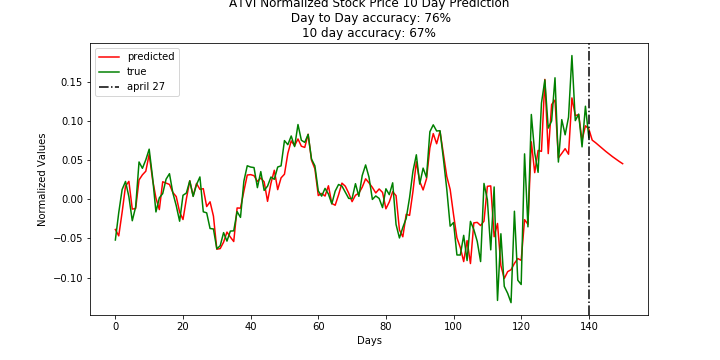 ATVI Normalized Stock Price 10 Day Prediction
Day to Day accuracy: 76%
10 day accuracy: 67%
predicted
true
april 27
Normalized Values
0.15
0.10
0.05
0.00
−0.05
−0.10
0 20 40 60 80 100 120 140
Days